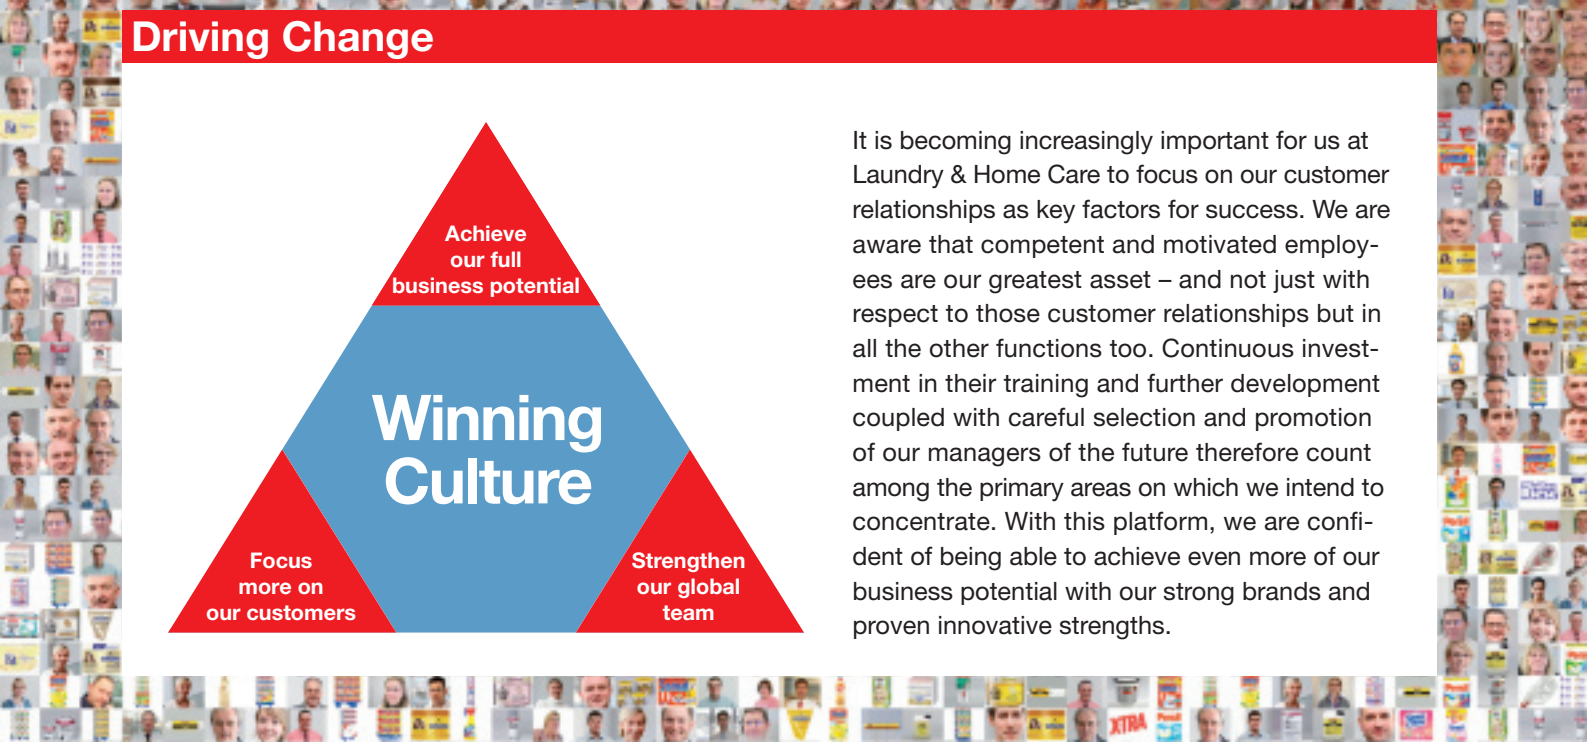 Driving Change
Achieve
our full
business potential
Winning
Culture
Focus
more on
our customers
Strengthen
our global
team
It is becoming increasingly important for us at
Laundry & Home Care to focus on our customer
relationships as key factors for success. We are
aware that competent and motivated employ-
ees are our greatest asset – and not just with
respect to those customer relationships but in
all the other functions too. Continuous invest-
ment in their training and further development
coupled with careful selection and promotion
of our managers of the future therefore count
among the primary areas on which we intend to
concentrate. With this platform, we are confi-
dent of being able to achieve even more of our
business potential with our strong brands and
proven innovative strengths.
XTRA